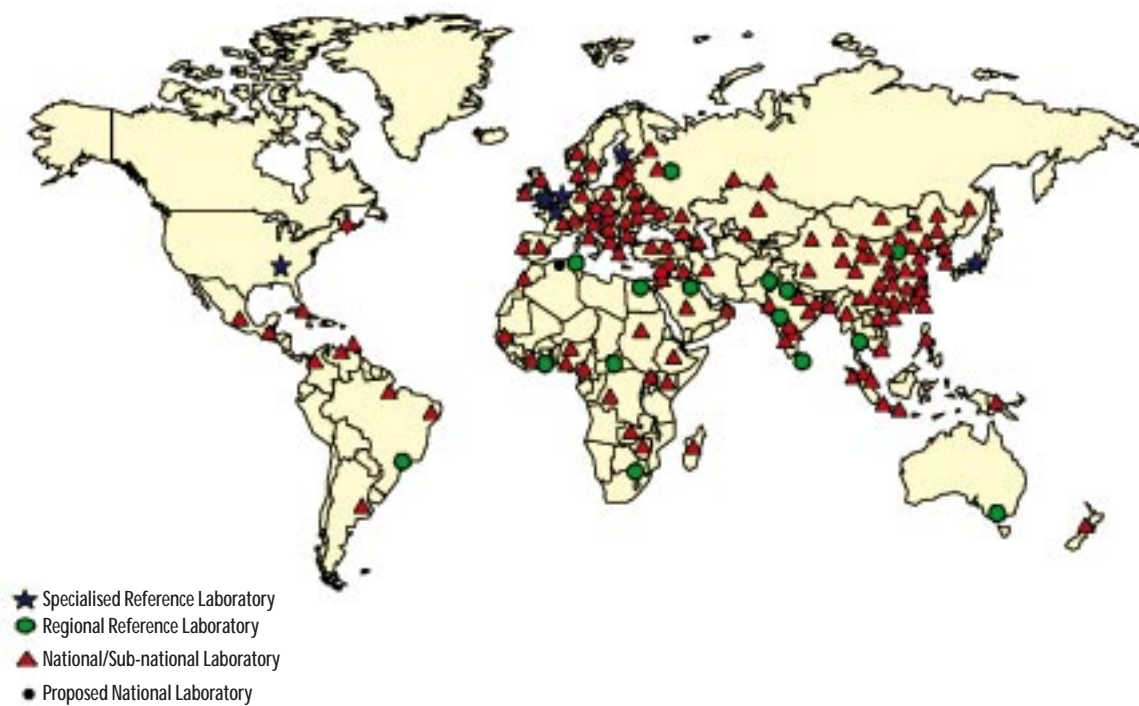 Specialised Reference Laboratory
Regional Reference Laboratory
National/Sub-national Laboratory
Proposed National Laboratory